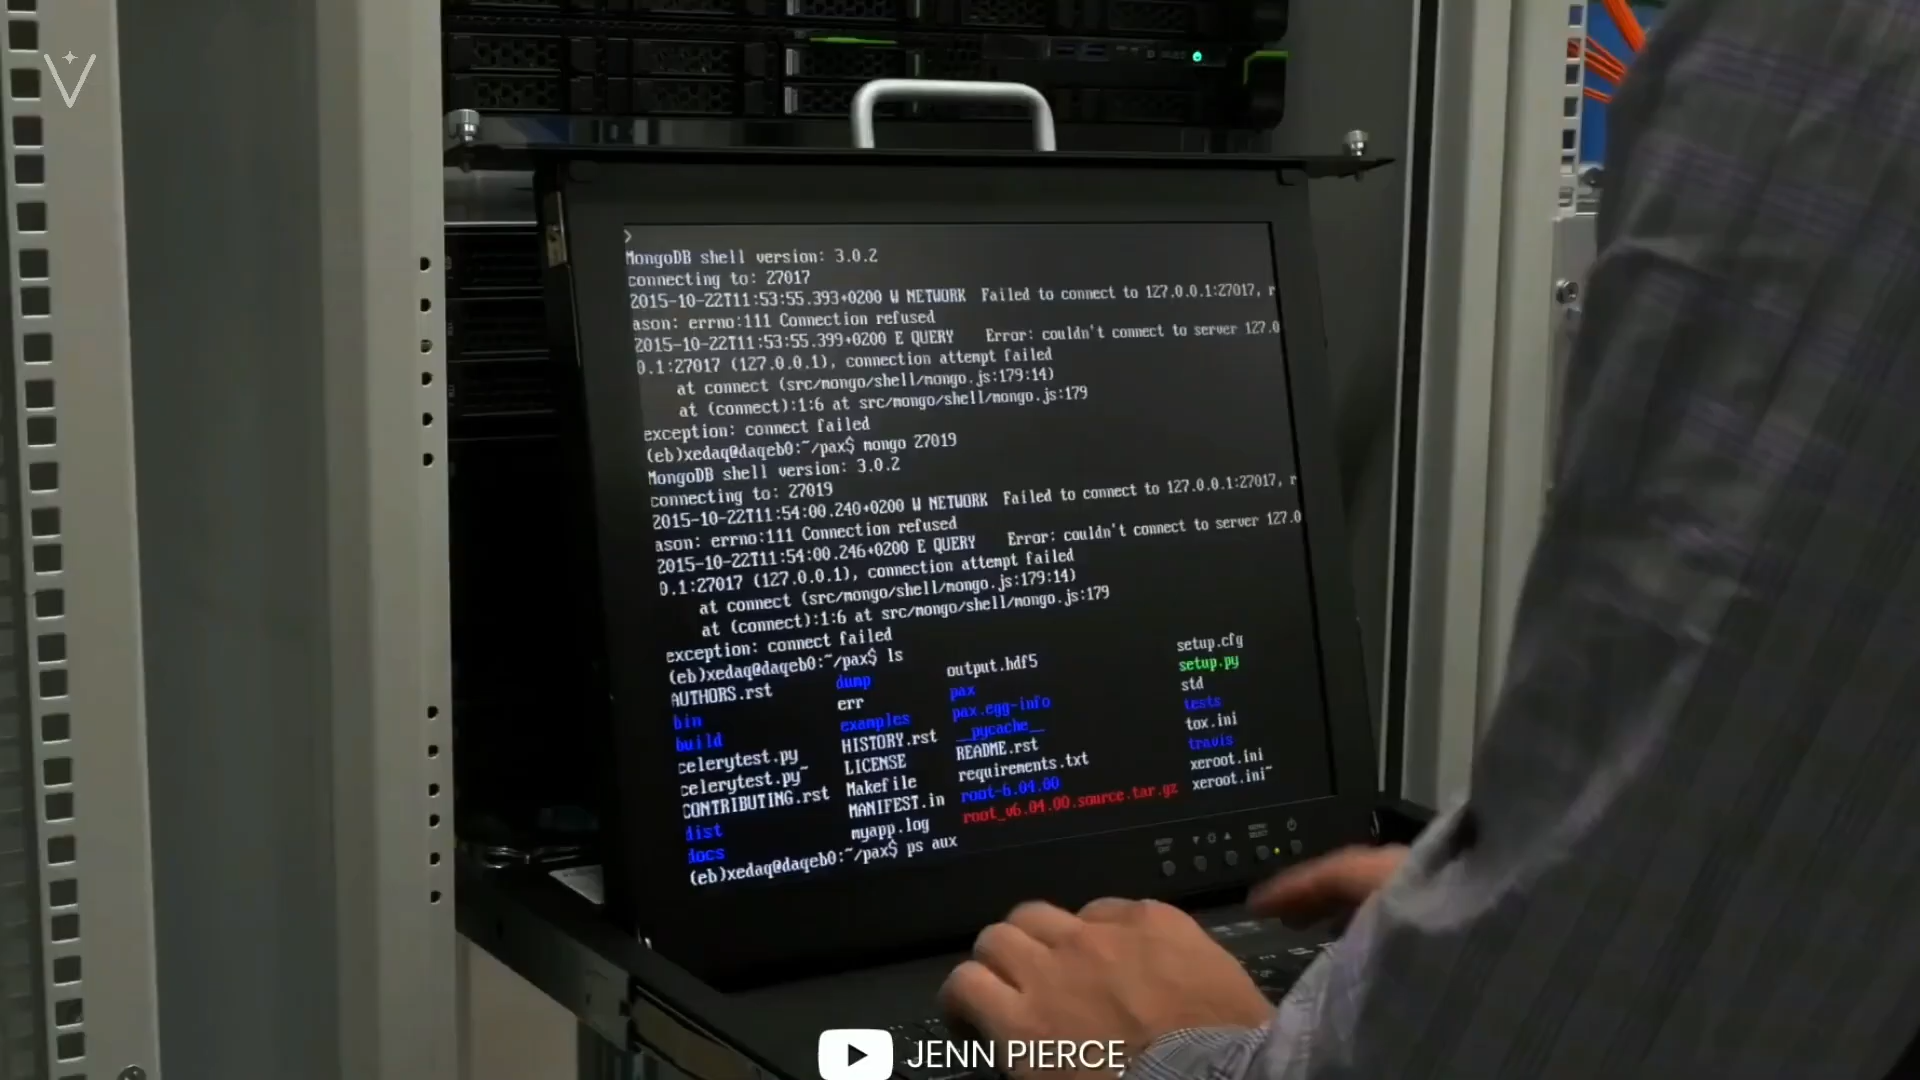 >
MongoDB shell version: 3.0.2
connecting to: 27017
2015-10-22T11:53:55.393+0200 W NETWORK  Failed to connect to 127.0.0.1:27017, r
ason: errno:111 Connection refused
2015-10-22T11:53:55.399+0200 E QUERY    Error: couldn't connect to server 127.0
0.1:27017 (127.0.0.1), connection attempt failed
at connect (src/mongo/shell/mongo.js:179:14)
at (connect):1:6 at src/mongo/shell/mongo.js:179
exception: connect failed
(eb)xedaq@daqeb0:~/pax$ mongo 27019
MongoDB shell version: 3.0.2
connecting to: 27019
2015-10-22T11:54:00.240+0200 W NETWORK  Failed to connect to 127.0.0.1:27017, r
ason: errno:111 Connection refused
2015-10-22T11:54:00.246+0200 E QUERY    Error: couldn't connect to server 127.0
0.1:27017 (127.0.0.1), connection attempt failed
at connect (src/mongo/shell/mongo.js:179:14)
at (connect):1:6 at src/mongo/shell/mongo.js:179
exception: connect failed
(eb)xedaq@daqeb0:~/pax$ ls
AUTHORS.rst dump output.hdf5 setup.cfg
bin err pax setup.py
build examples pax.egg-info std
celerytest.py HISTORY.rst __pycache__ tests
celerytest.py~ LICENSE README.rst tox.ini
CONTRIBUTING.rst Makefile requirements.txt travis
dist MANIFEST.in root-6.04.00 xeroot.ini
docs myapp.log root_v6.04.00.source.tar.gz xeroot.ini~
(eb)xedaq@daqeb0:~/pax$ ps aux
JENN PIERCE